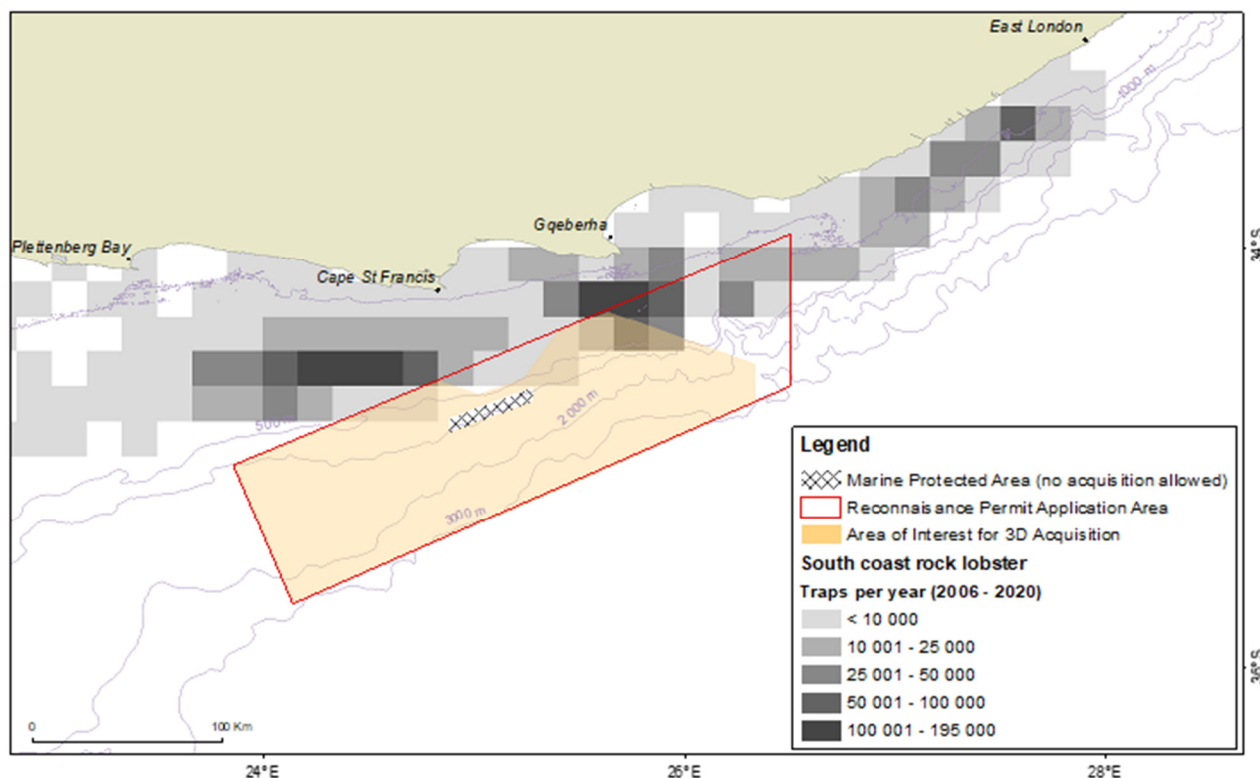 East London
1000 m
Gqeberha
34°S
Plettenberg Bay
Cape St Francis
500 m
2 000 m
3000 m
Legend
Marine Protected Area (no acquisition allowed)
Reconnaisance Permit Application Area
Area of Interest for 3D Acquisition
South coast rock lobster
Traps per year (2006 - 2020)
< 10 000
10 001 - 25 000
25 001 - 50 000
50 001 - 100 000
100 001 - 195 000
36°S
0 100 Km
24°E 26°E 28°E